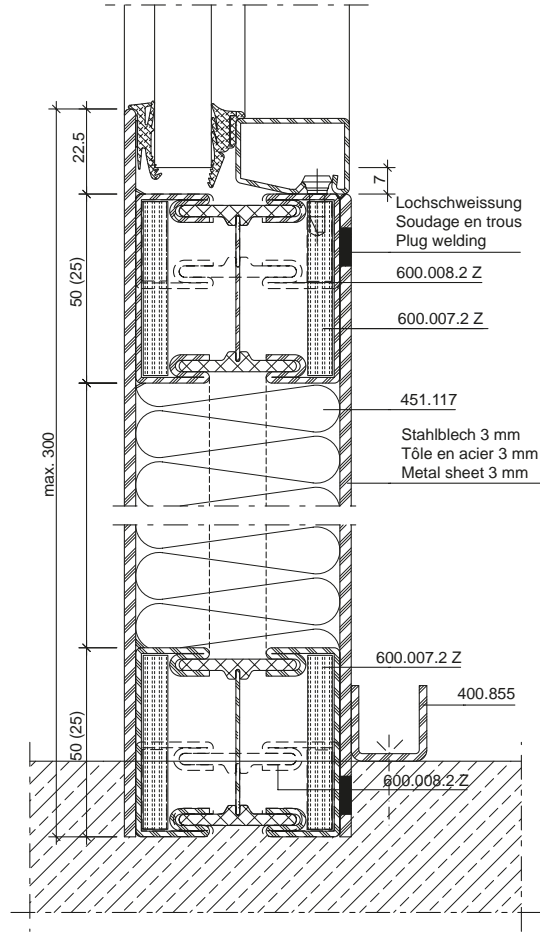 22.5
7
Lochschweissung
Soudage en trous
Plug welding
600.008.2 Z
50 (25)
600.007.2 Z
451.117
max. 300
Stahlblech 3 mm
Tôle en acier 3 mm
Metal sheet 3 mm
600.007.2 Z
400.855
50 (25)
600.008.2 Z